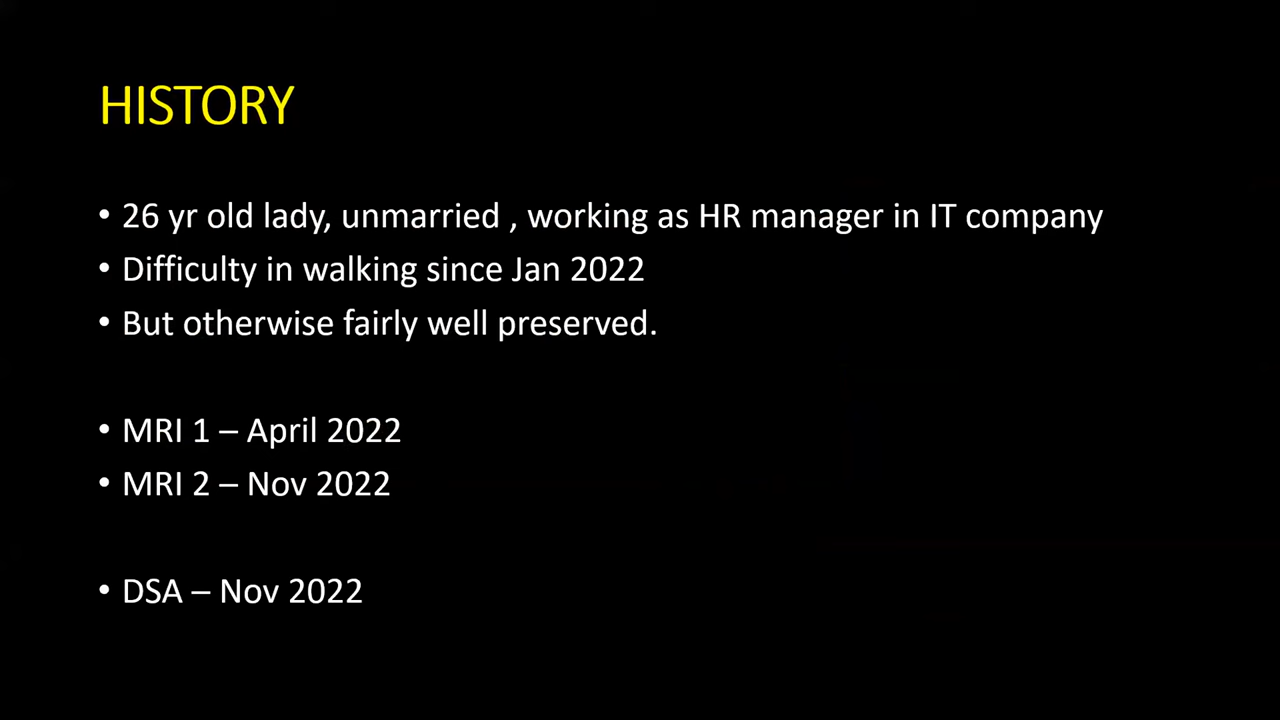 HISTORY
• 26 yr old lady, unmarried , working as HR manager in IT company
• Difficulty in walking since Jan 2022
• But otherwise fairly well preserved.
• MRI 1 – April 2022
• MRI 2 – Nov 2022
• DSA – Nov 2022